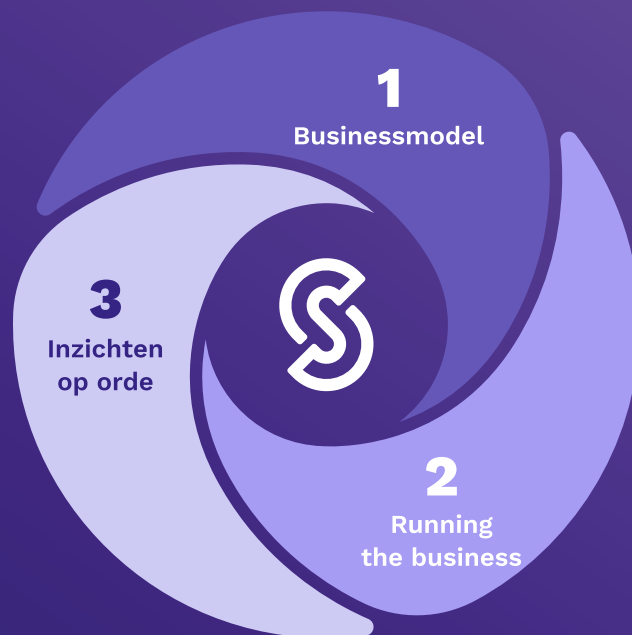 1
Businessmodel
2
Running
the business
3
Inzichten
op orde